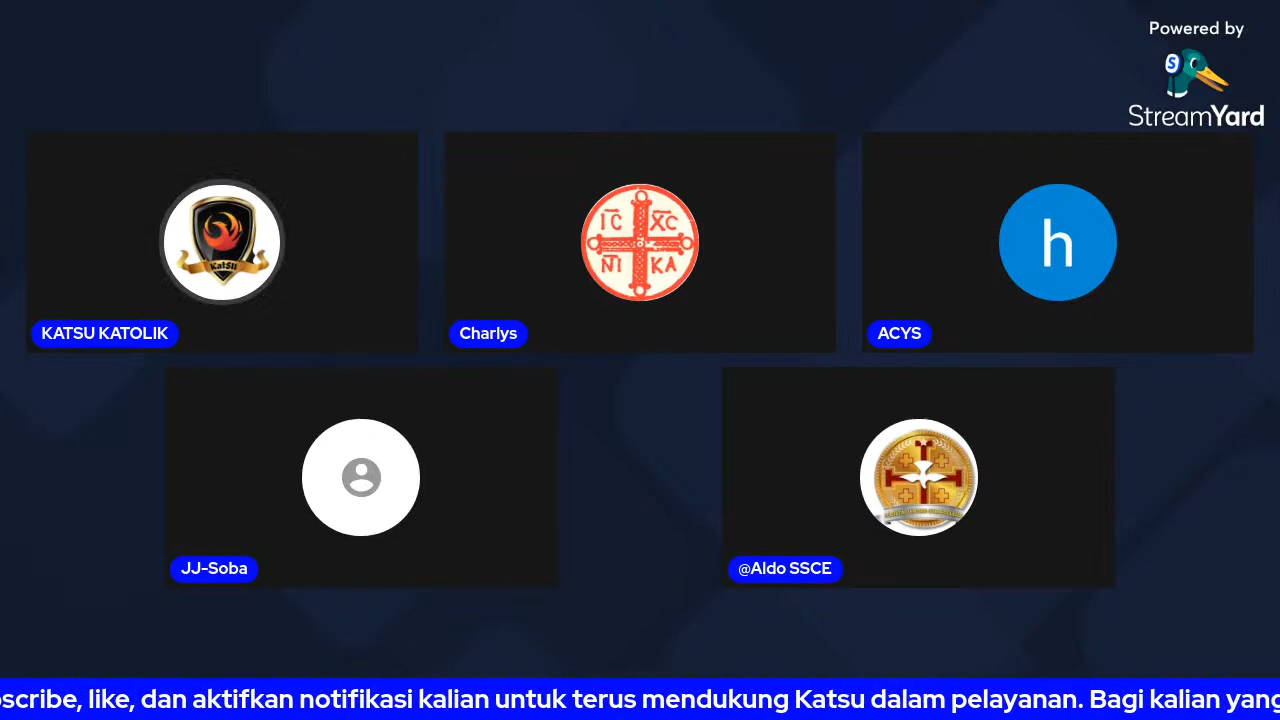 Powered by
S
StreamYard
KatSu
KATSU KATOLIK
IC XC
NI KA
Charlys
h
ACYS
JJ-Soba
@Aldo SSCE
scribe, like, dan aktifkan notifikasi kalian untuk terus mendukung Katsu dalam pelayanan. Bagi kalian yang